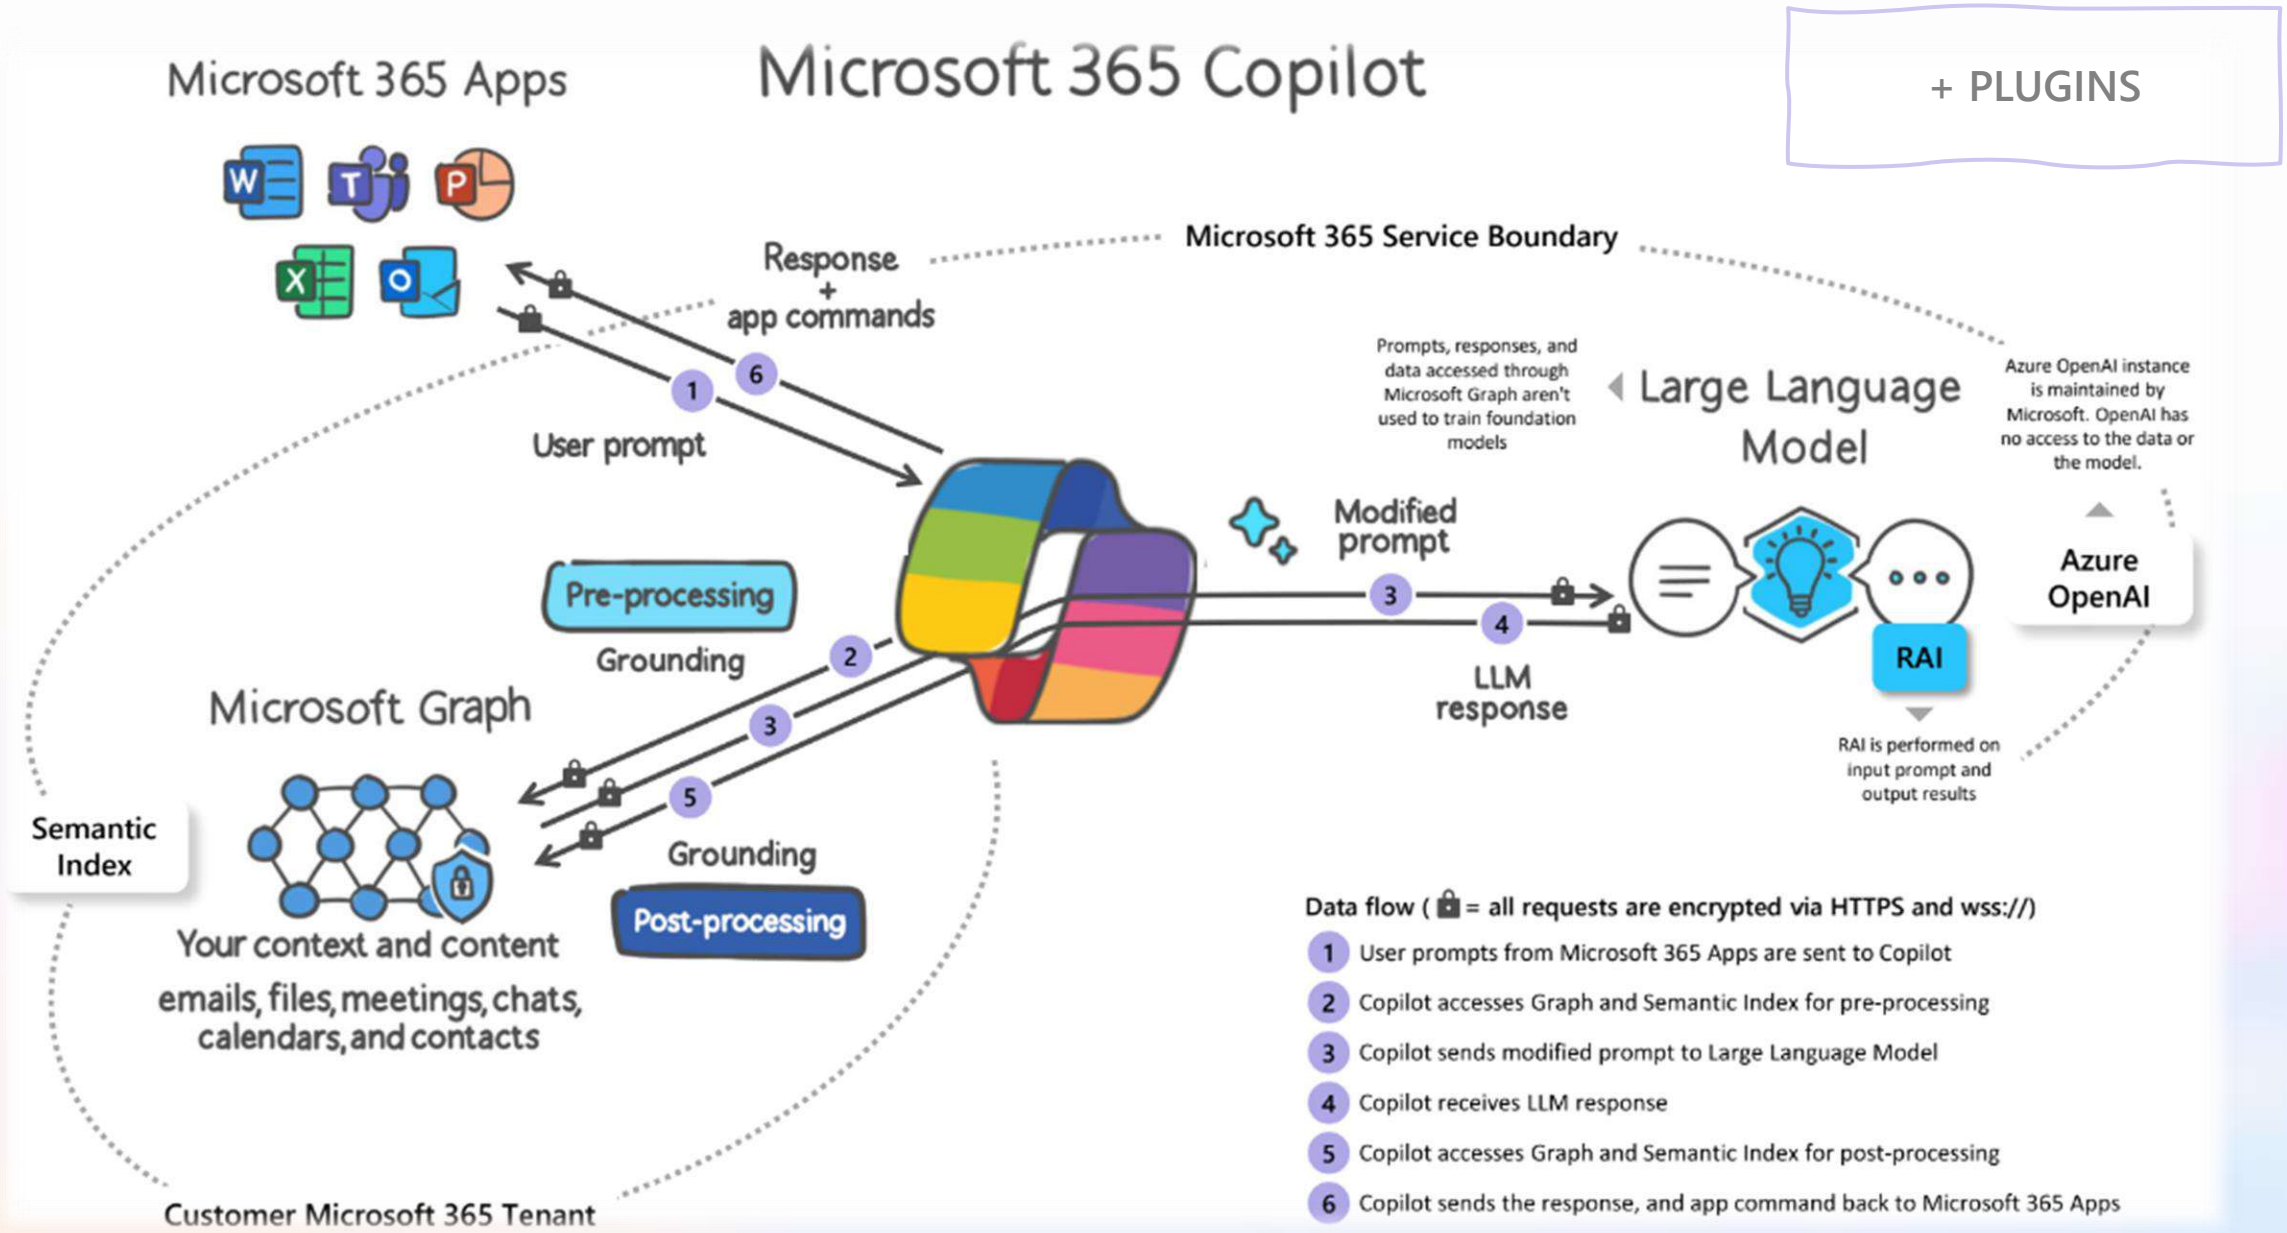 Microsoft 365 Apps
Microsoft 365 Copilot
+ PLUGINS
W
T
P
X
O
Response
+
app commands
Microsoft 365 Service Boundary
6
1
User prompt
Prompts, responses, and
data accessed through
Microsoft Graph aren't
used to train foundation
models
Large Language
Model
Azure OpenAI instance
is maintained by
Microsoft. OpenAI has
no access to the data or
the model.
Modified
prompt
3
4
LLM
response
Azure
OpenAI
RAI
RAI is performed on
input prompt and
output results
Pre-processing
Grounding
2
3
5
Microsoft Graph
Semantic
Index
Grounding
Post-processing
Your context and content
emails, files, meetings, chats,
calendars, and contacts
Customer Microsoft 365 Tenant
Data flow ( = all requests are encrypted via HTTPS and wss://)
1 User prompts from Microsoft 365 Apps are sent to Copilot
2 Copilot accesses Graph and Semantic Index for pre-processing
3 Copilot sends modified prompt to Large Language Model
4 Copilot receives LLM response
5 Copilot accesses Graph and Semantic Index for post-processing
6 Copilot sends the response, and app command back to Microsoft 365 Apps